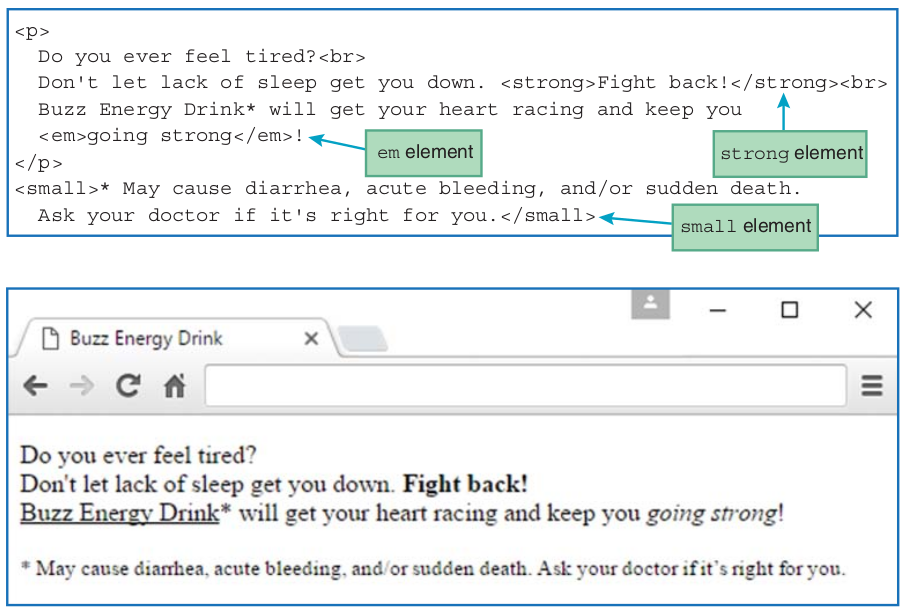 <p>
Do you ever feel tired?<br>
Don't let lack of sleep get you down. <strong>Fight back!</strong><br>
Buzz Energy Drink* will get your heart racing and keep you
<em>going strong</em>!
em element
strong element
</p>
<small>* May cause diarrhea, acute bleeding, and/or sudden death.
Ask your doctor if it's right for you.</small>
small element
Buzz Energy Drink
Do you ever feel tired?
Don't let lack of sleep get you down. Fight back!
Buzz Energy Drink* will get your heart racing and keep you going strong!
* May cause diarrhea, acute bleeding, and/or sudden death. Ask your doctor if it's right for you.